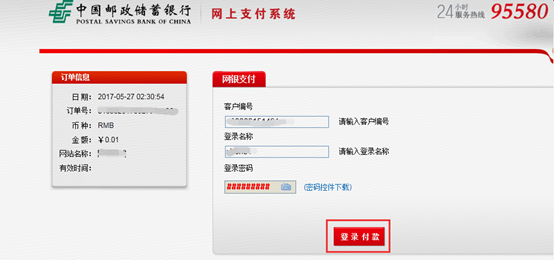 中国邮政储蓄银行 网上支付系统
POSTAL SAVINGS BANK OF CHINA
24小时服务热线 95580
订单信息
日期: 2017-05-27 02:30:54
订单号:
币种: RMB
金额: ￥0.01
网站名称:
有效时间:
网银支付
客户编号
请输入客户编号
登录名称
请输入登录名称
登录密码
######### (密码控件下载)
登录付款